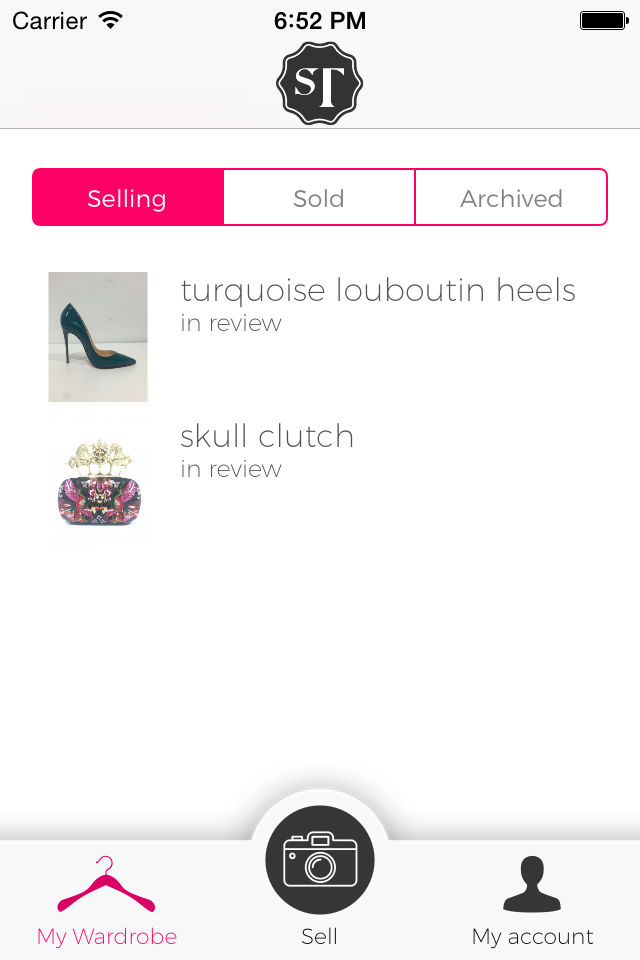 Carrier 6:52 PM
ST
Selling Sold Archived
turquoise louboutin heels
in review
skull clutch
in review
My Wardrobe Sell My account